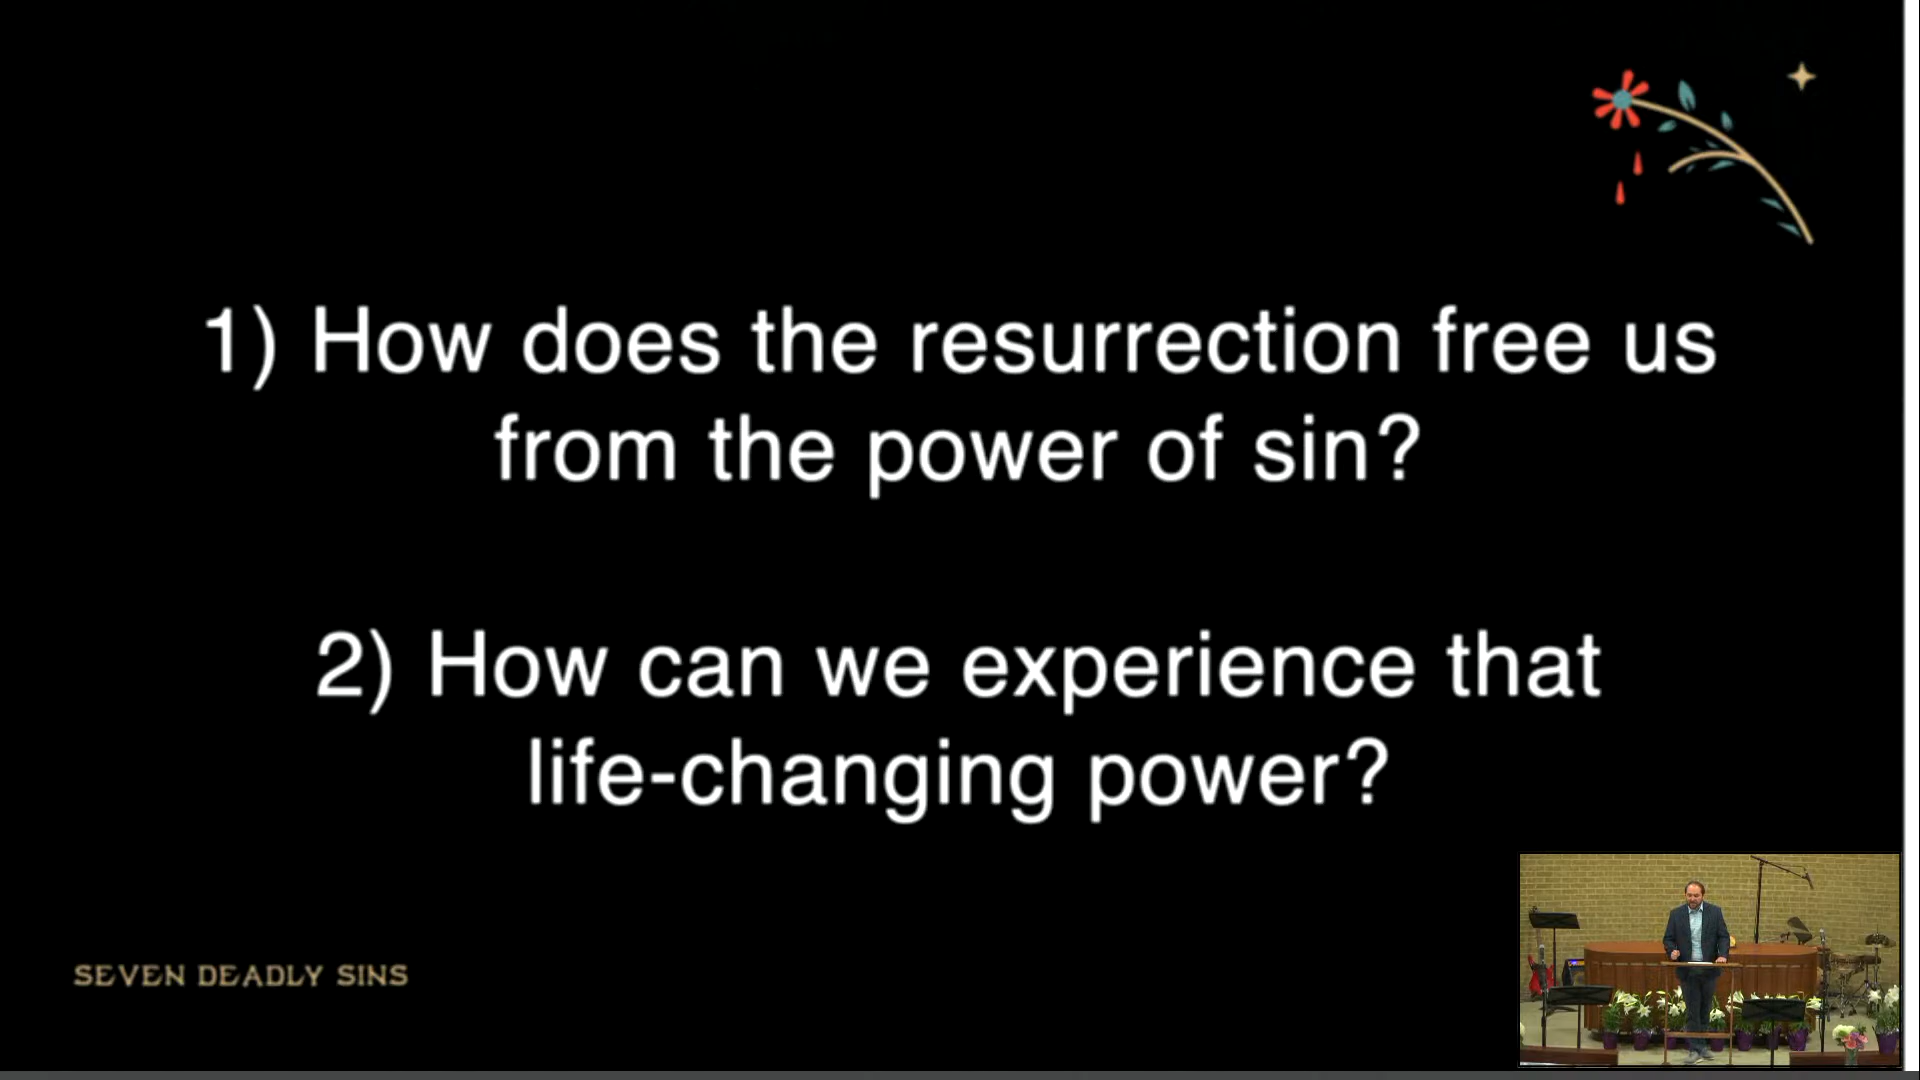 1) How does the resurrection free us
from the power of sin?
2) How can we experience that
life-changing power?
SEVEN DEADLY SINS